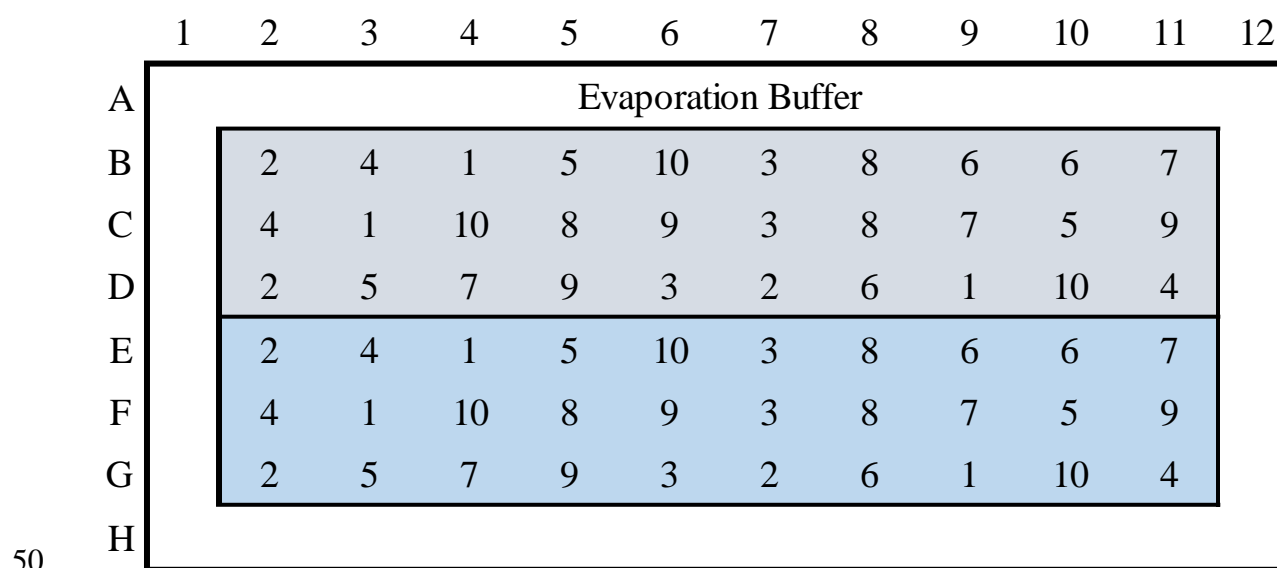 1 2 3 4 5 6 7 8 9 10 11 12
A Evaporation Buffer
B 2 4 1 5 10 3 8 6 6 7
C 4 1 10 8 9 3 8 7 5 9
D 2 5 7 9 3 2 6 1 10 4
E 2 4 1 5 10 3 8 6 6 7
F 4 1 10 8 9 3 8 7 5 9
G 2 5 7 9 3 2 6 1 10 4
H
50